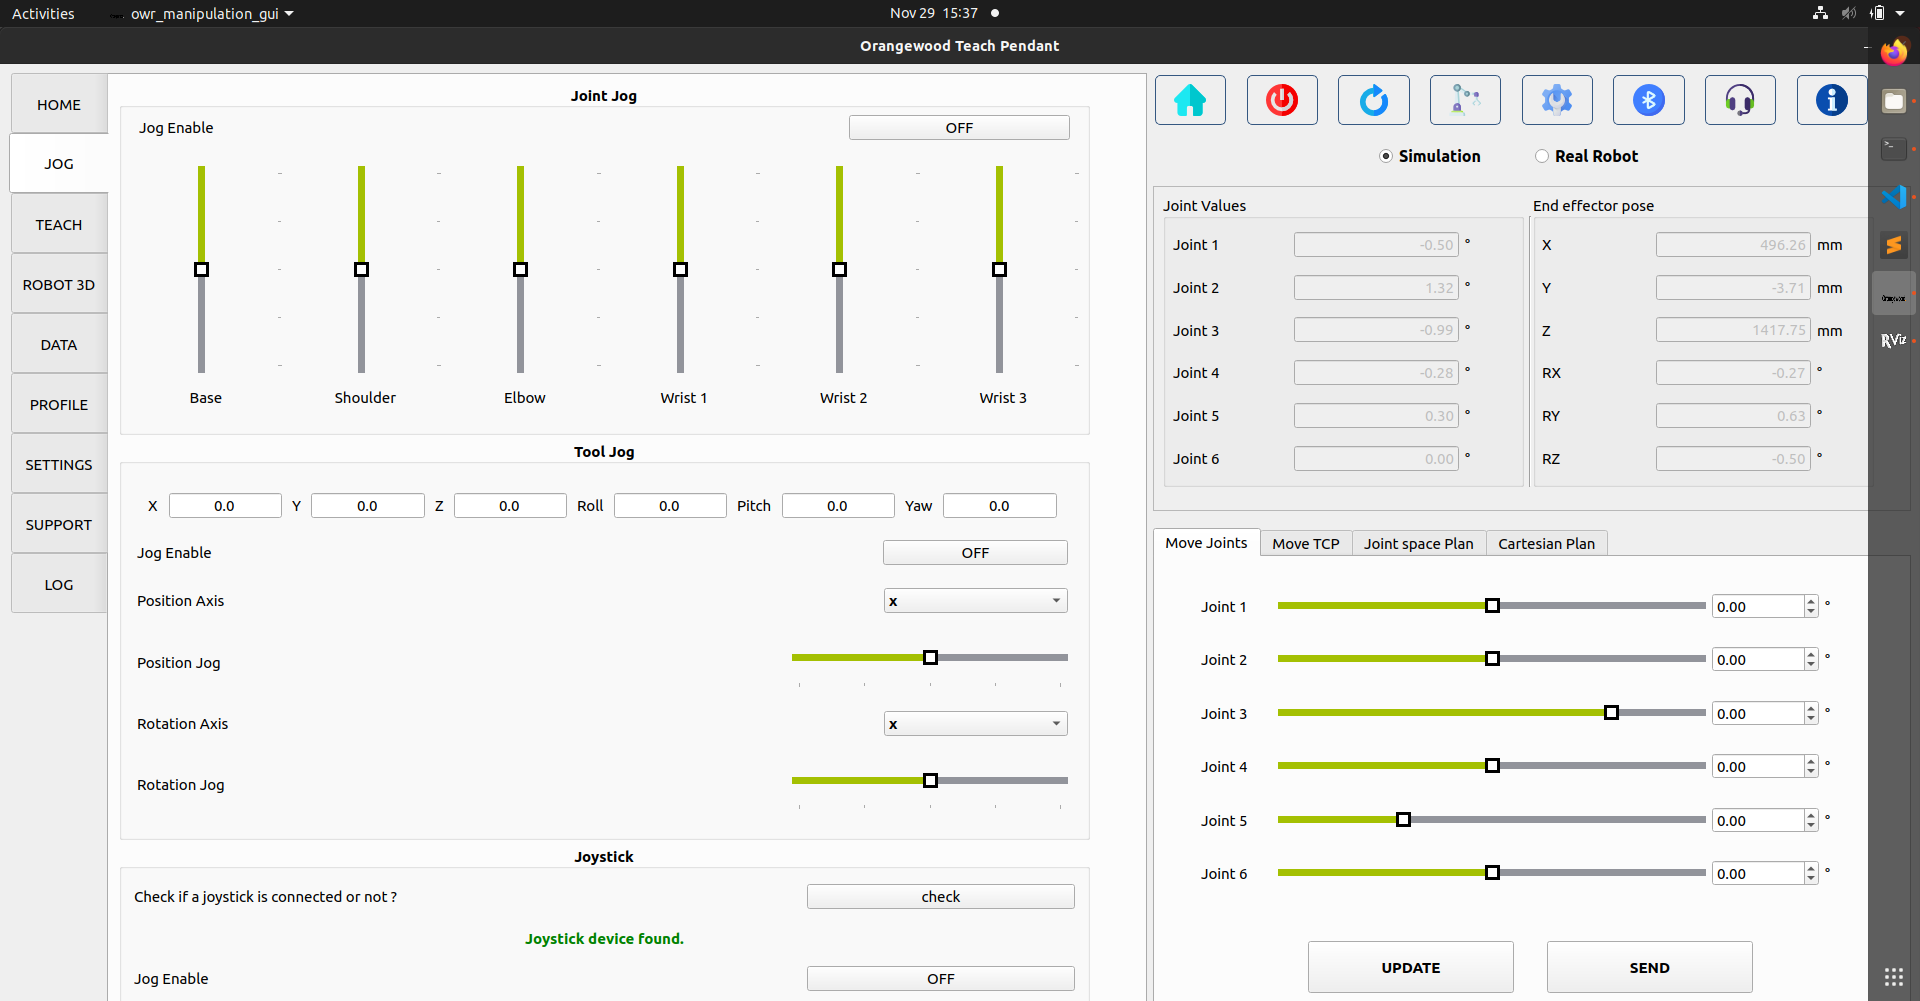 Activities
owr_manipulation_gui
Nov 29 15:37
Orangewood Teach Pendant
HOME
JOG
TEACH
ROBOT 3D
DATA
PROFILE
SETTINGS
SUPPORT
LOG
Joint Jog
Jog Enable
OFF
Base
Shoulder
Elbow
Wrist 1
Wrist 2
Wrist 3
Tool Jog
X 0.0 Y 0.0 Z 0.0 Roll 0.0 Pitch 0.0 Yaw 0.0
Jog Enable
OFF
Position Axis
x
Position Jog
Rotation Axis
x
Rotation Jog
Joystick
Check if a joystick is connected or not ?
check
Joystick device found.
Jog Enable
OFF
Simulation
Real Robot
Joint Values
Joint 1 -0.50 °
Joint 2 1.32 °
Joint 3 -0.99 °
Joint 4 -0.28 °
Joint 5 0.30 °
Joint 6 0.00 °
End effector pose
X 496.26 mm
Y -3.71 mm
Z 1417.75 mm
RX -0.27 °
RY 0.63 °
RZ -0.50 °
Move Joints
Move TCP
Joint space Plan
Cartesian Plan
Joint 1 0.00 °
Joint 2 0.00 °
Joint 3 0.00 °
Joint 4 0.00 °
Joint 5 0.00 °
Joint 6 0.00 °
UPDATE
SEND
RViz